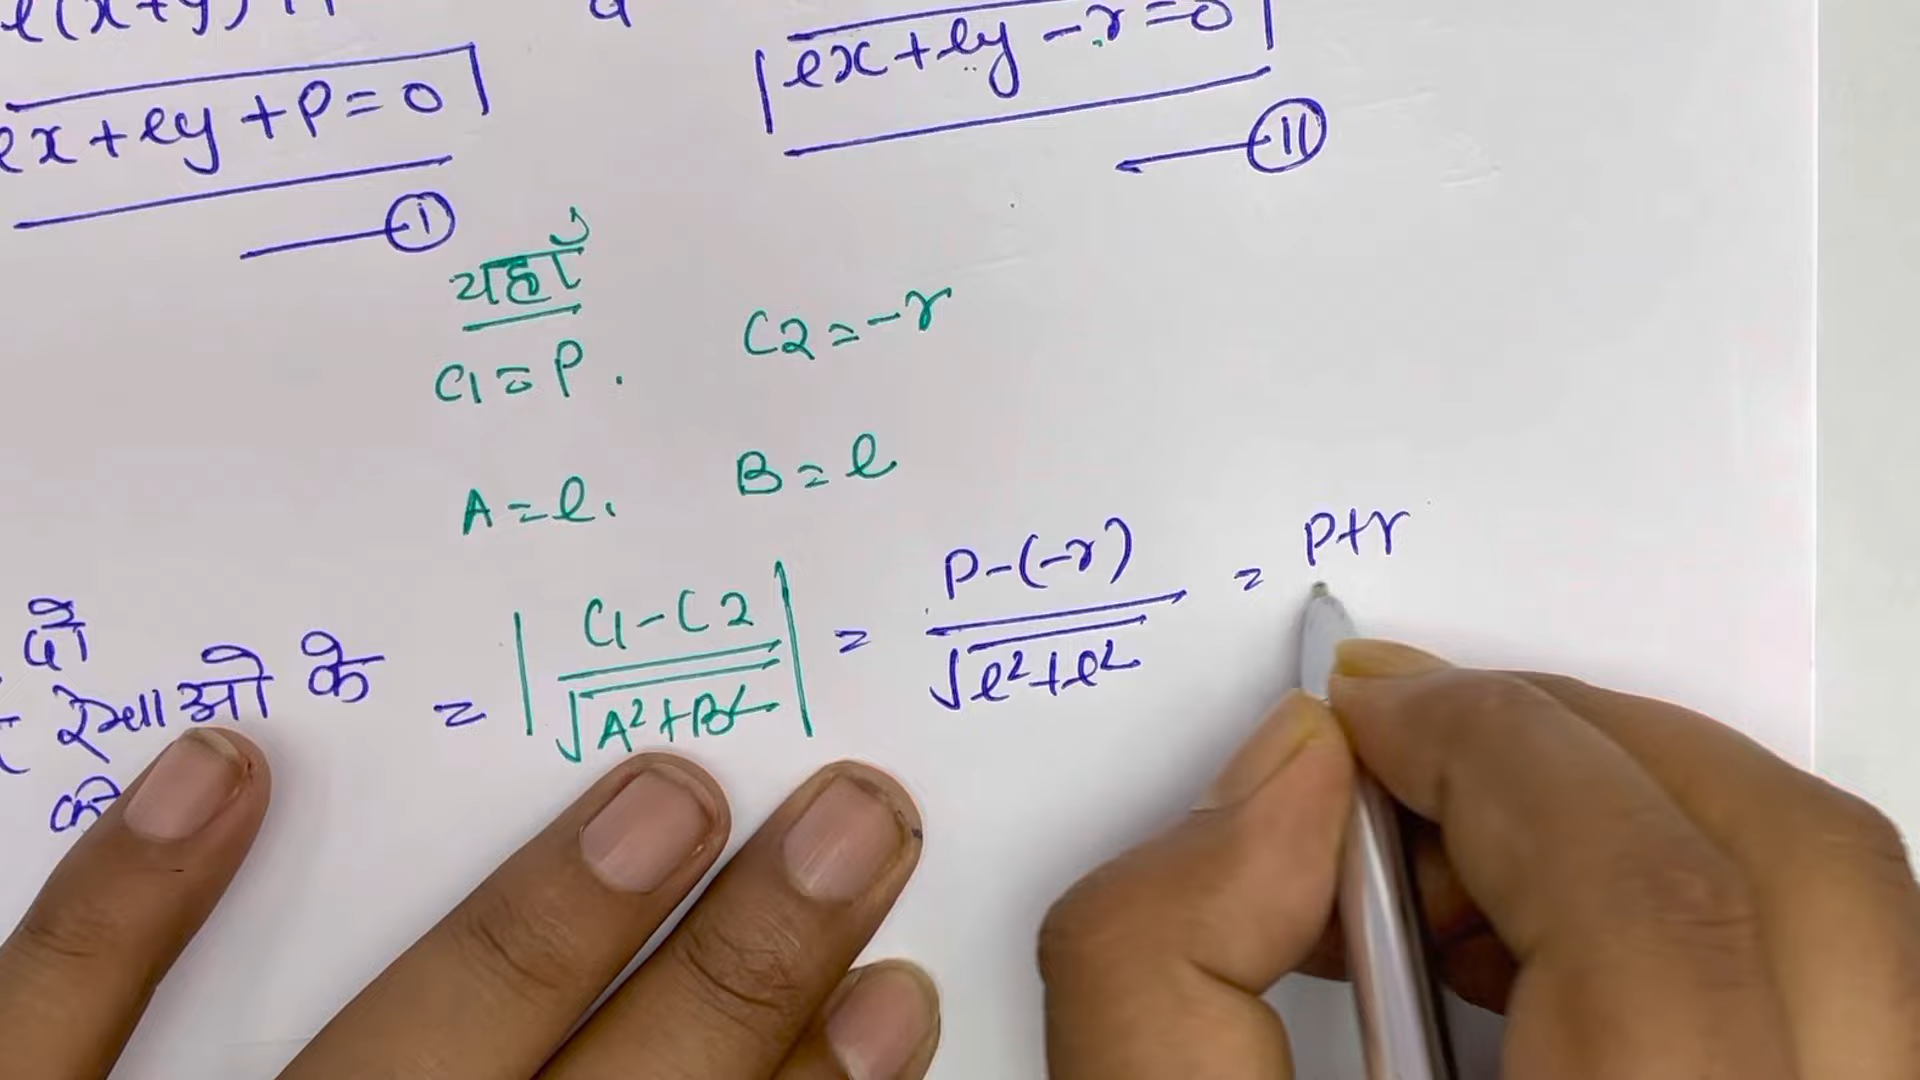 l(x+y)
lx+ly+P=0 lx+ly-r=0
I II
यहाँ
C1=P. C2=-r
A=l. B=l
दो
रेखाओ के = |C1-C2/√A²+B²| = P-(-r)/√l²+l² = P+r